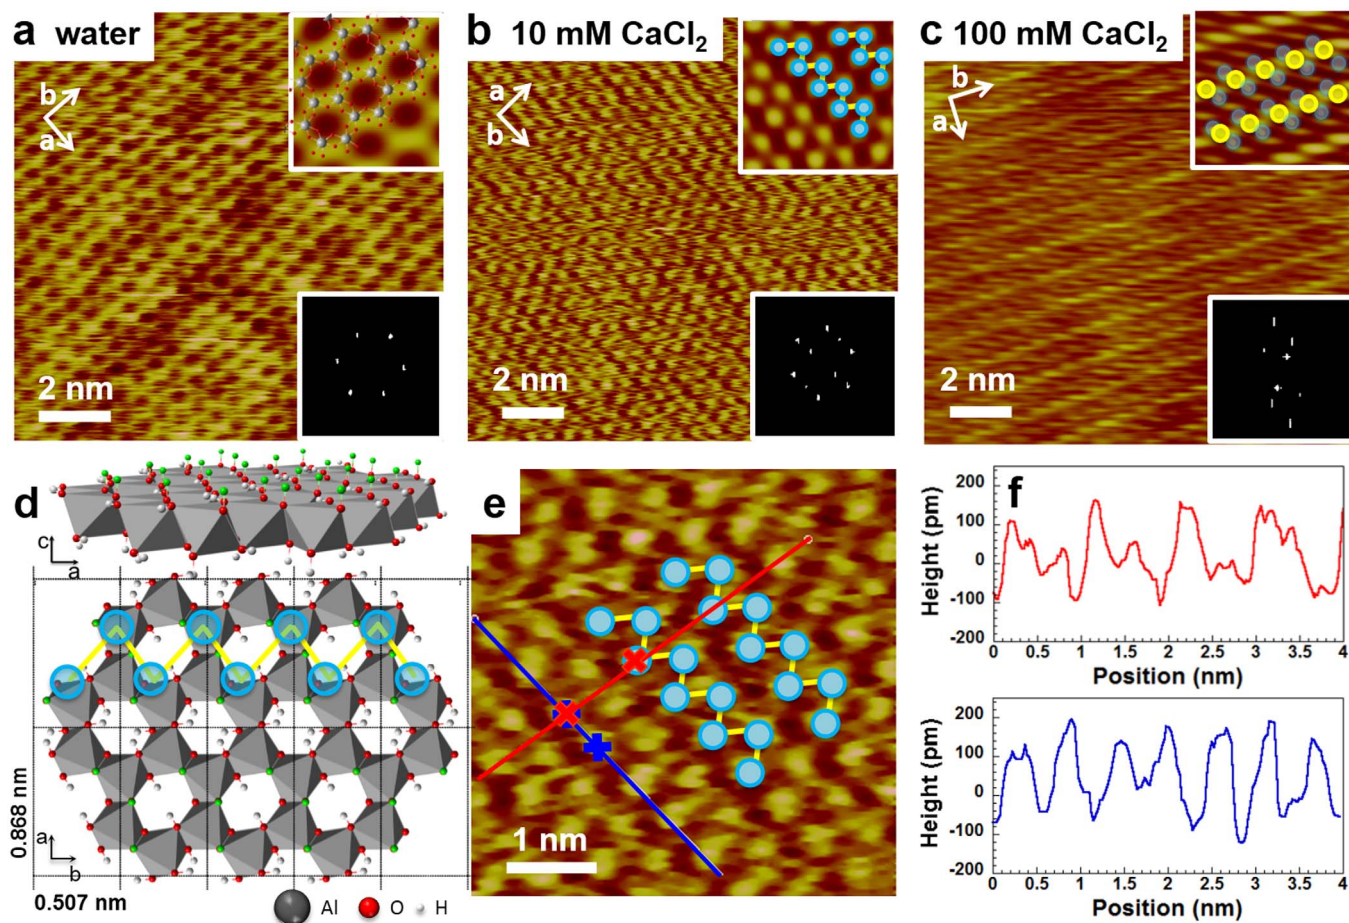 a water
b
a
2 nm
b 10 mM CaCl₂
a
b
2 nm
c 100 mM CaCl₂
b
a
2 nm
d
c
a
0.868 nm
a
b
0.507 nm
Al O H
e
1 nm
f
Height (pm)
200
100
0
-100
-200
0 0.5 1 1.5 2 2.5 3 3.5 4
Position (nm)
Height (pm)
200
100
0
-100
-200
0 0.5 1 1.5 2 2.5 3 3.5 4
Position (nm)